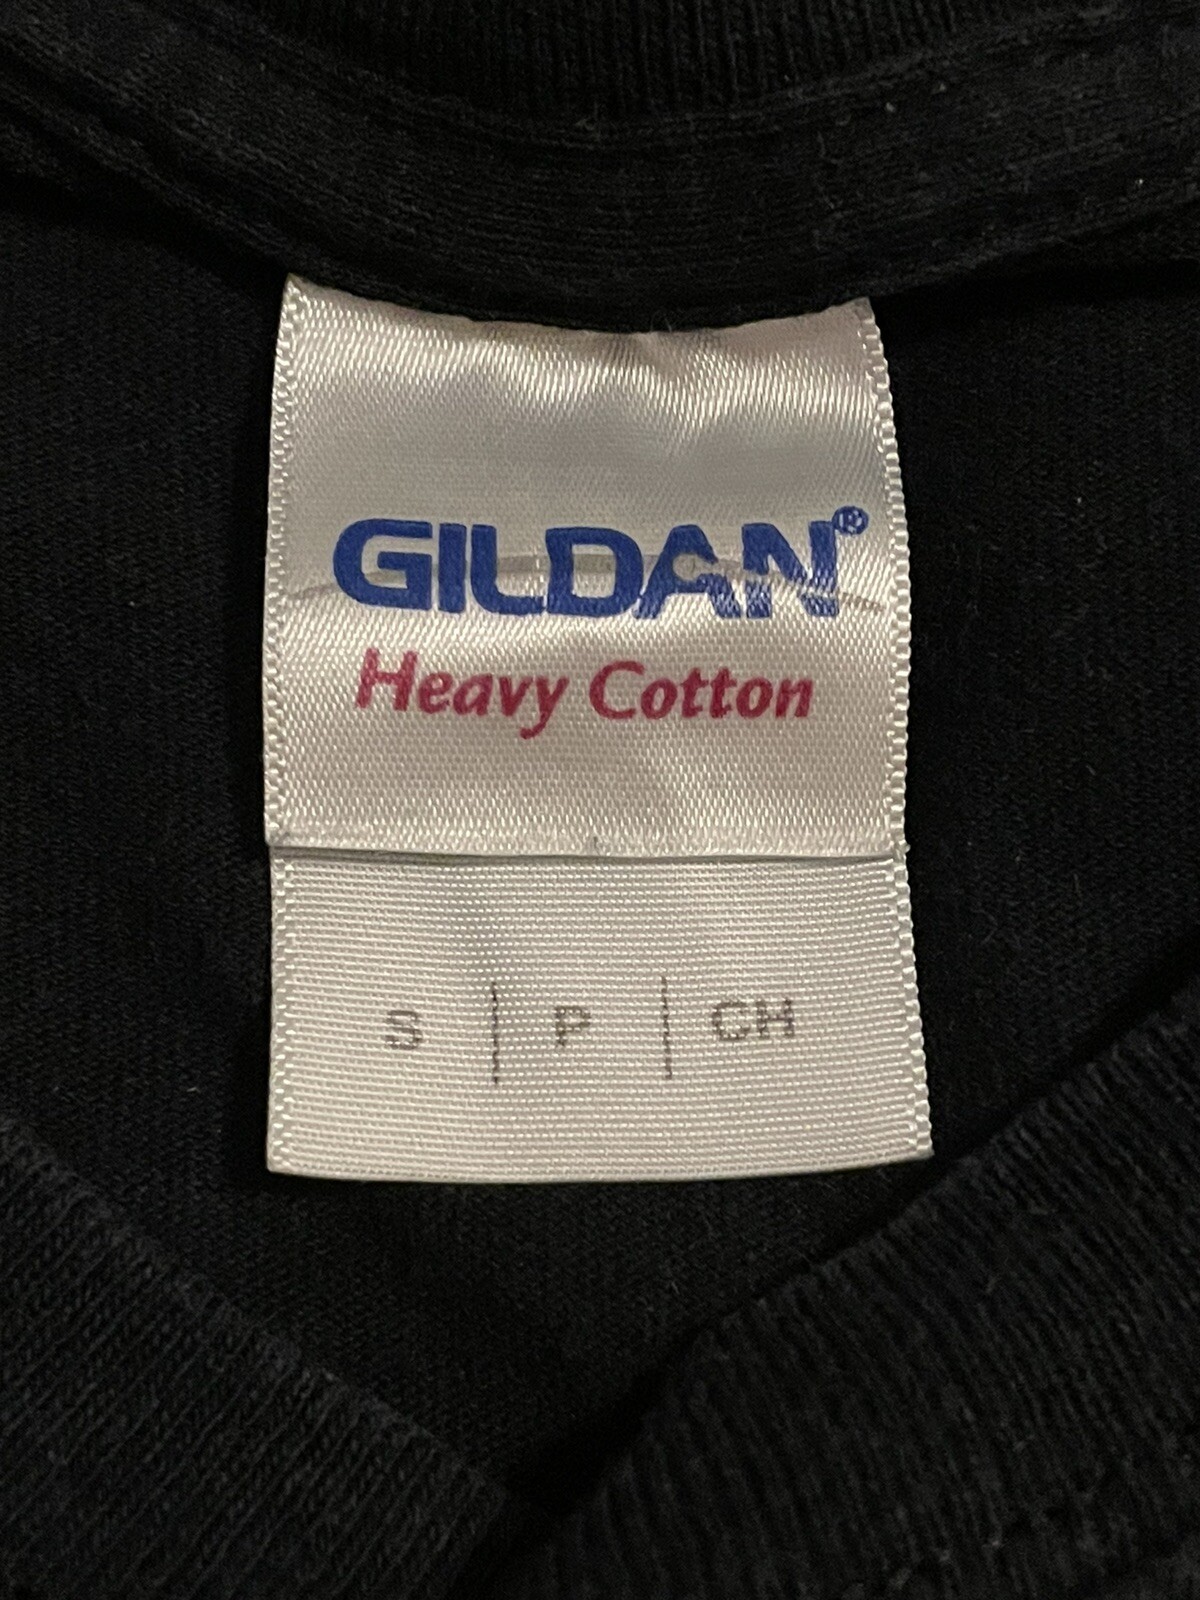 GILDAN®
Heavy Cotton
S | P | CH